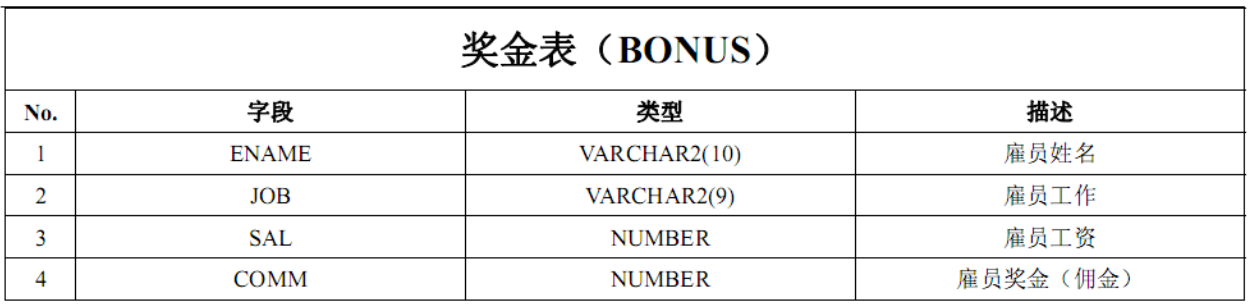 奖金表（BONUS）
No. 字段 类型 描述
1 ENAME VARCHAR2(10) 雇员姓名
2 JOB VARCHAR2(9) 雇员工作
3 SAL NUMBER 雇员工资
4 COMM NUMBER 雇员奖金（佣金）